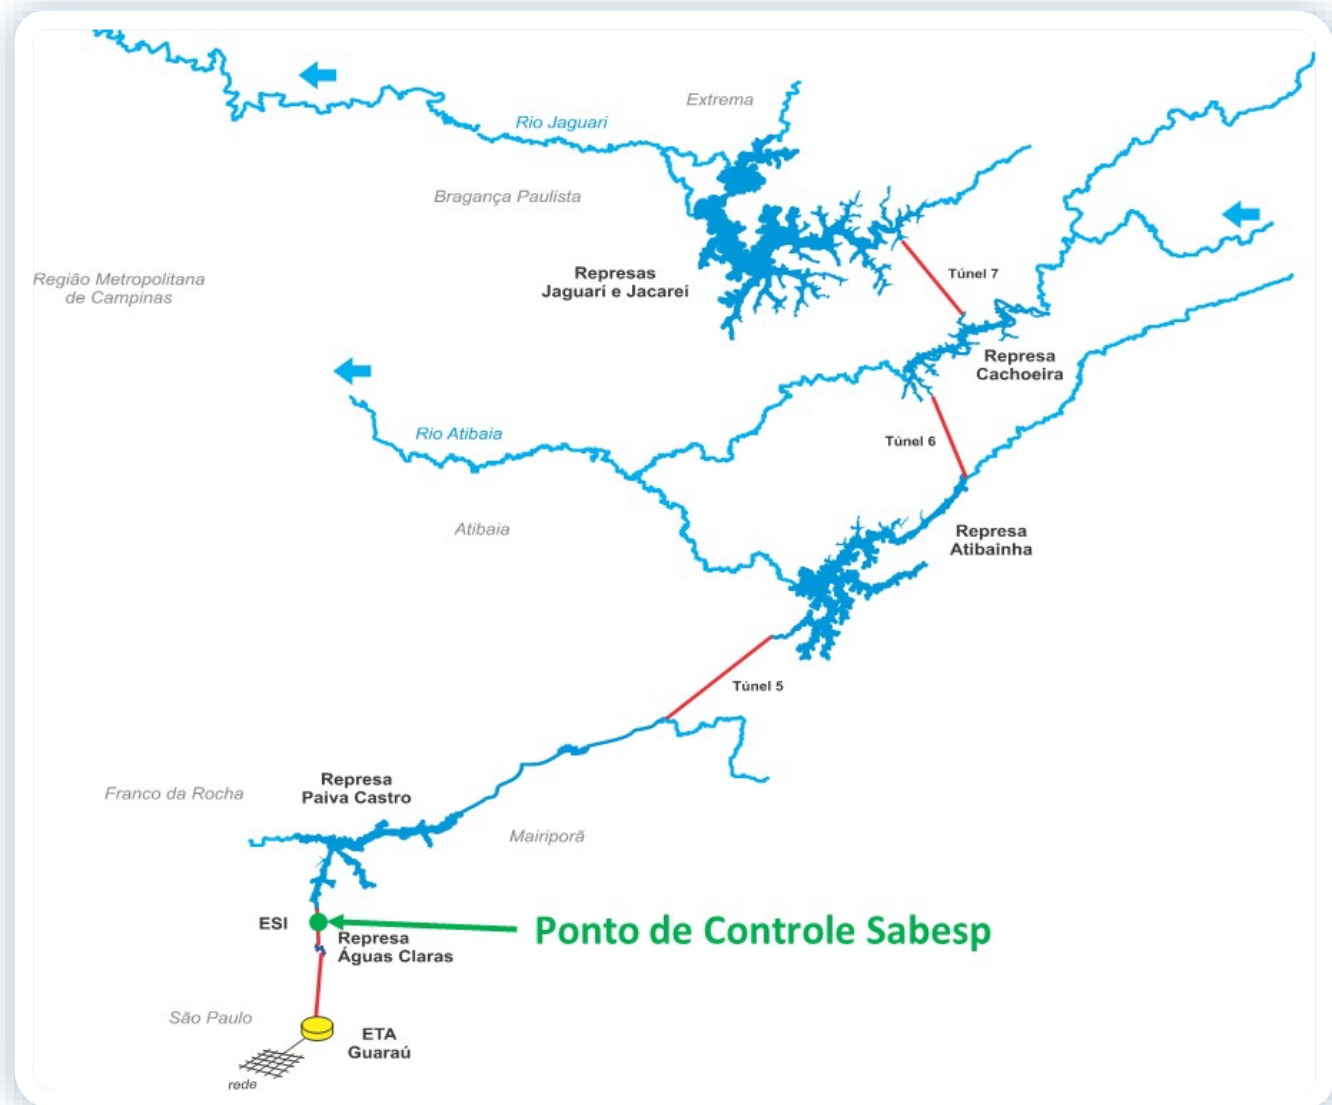 Extrema
Rio Jaguari
Bragança Paulista
Região Metropolitana
de Campinas
Represas
Jaguari e Jacareí
Túnel 7
Represa
Cachoeira
Rio Atibaia
Túnel 6
Atibaia
Represa
Atibainha
Túnel 5
Represa
Paiva Castro
Franco da Rocha
Mairiporã
ESI
Ponto de Controle Sabesp
Represa
Águas Claras
São Paulo
ETA
Guaraú
rede